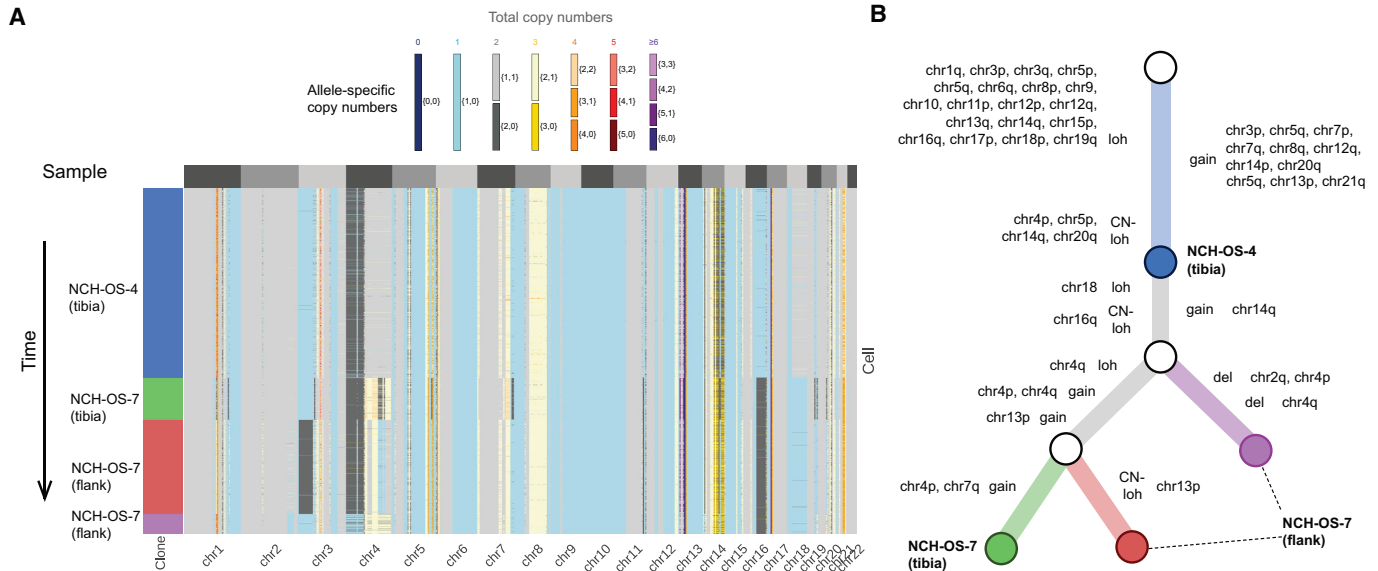 A
Total copy numbers
0 1 2 3 4 5 ≥6
Allele-specific
copy numbers
{0,0}
{1,0}
{1,1}
{2,0}
{2,1}
{3,0}
{2,2}
{3,1}
{4,0}
{3,2}
{4,1}
{5,0}
{3,3}
{4,2}
{5,1}
{6,0}
Sample
Time
NCH-OS-4
(tibia)
NCH-OS-7
(tibia)
NCH-OS-7
(flank)
NCH-OS-7
(flank)
Cell
Clone
chr1
chr2
chr3
chr4
chr5
chr6
chr7
chr8
chr9
chr10
chr11
chr12
chr13
chr14
chr15
chr16
chr17
chr18
chr19
chr20
chr21
chr22
B
chr1q, chr3p, chr3q, chr5p,
chr5q, chr6q, chr8p, chr9,
chr10, chr11p, chr12p, chr12q,
chr13q, chr14q, chr15p,
chr16q, chr17p, chr18p, chr19q loh
gain
chr3p, chr5q, chr7p,
chr7q, chr8q, chr12q,
chr14p, chr20q
chr5q, chr13p, chr21q
chr4p, chr5p,
chr14q, chr20q
CN-
loh
NCH-OS-4
(tibia)
chr18 loh
chr16q
CN-
loh
gain chr14q
chr4q loh
chr4p, chr4q gain
chr13p gain
del chr2q, chr4p
del chr4q
chr4p, chr7q gain
CN-
loh
chr13p
NCH-OS-7
(tibia)
NCH-OS-7
(flank)